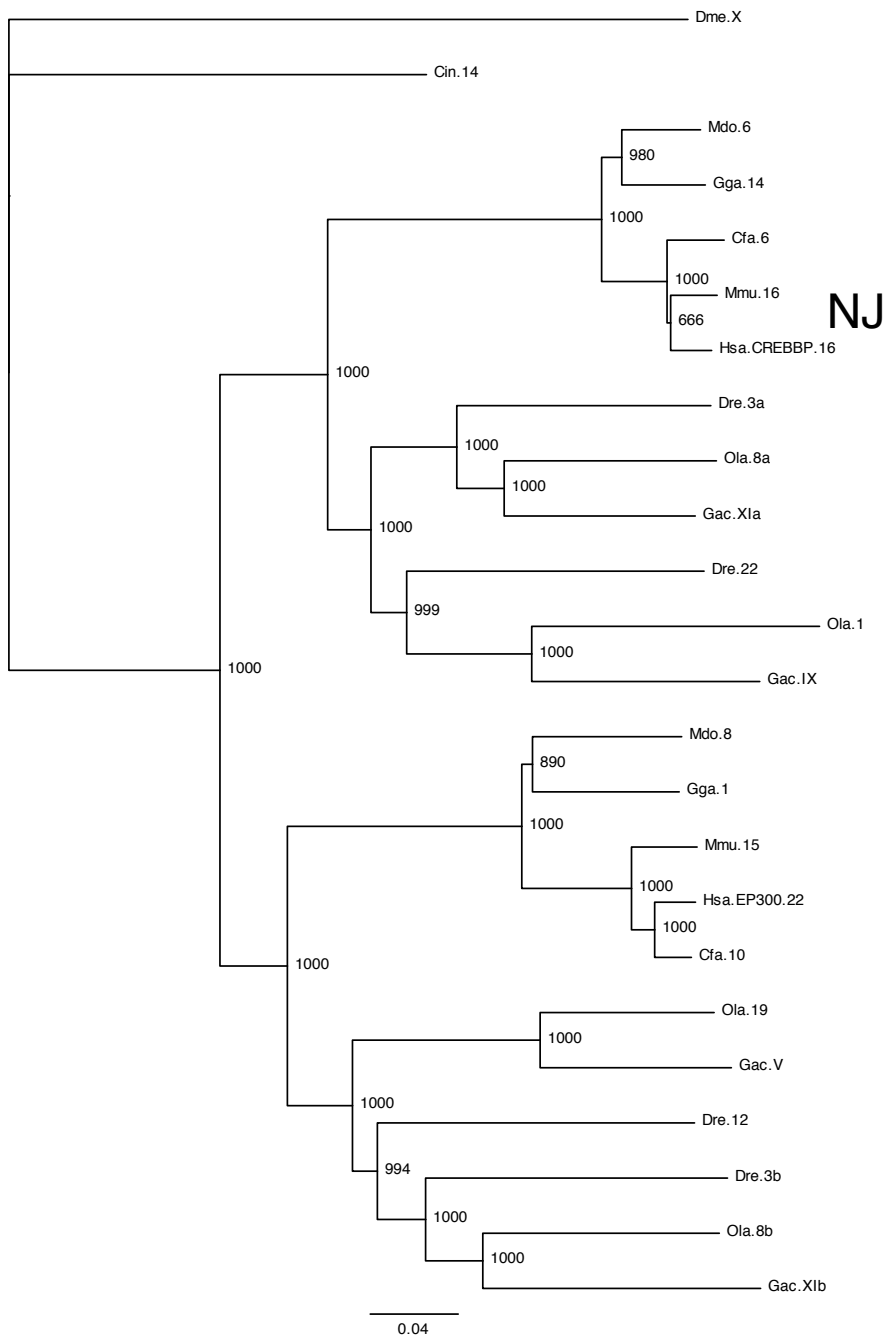 Dme.X
Cin.14
Mdo.6
980
Gga.14
1000
Cfa.6
1000
Mmu.16
NJ
666
Hsa.CREBBP.16
1000
Dre.3a
1000
Ola.8a
1000
Gac.XIa
1000
Dre.22
999
Ola.1
1000
Gac.IX
1000
Mdo.8
890
Gga.1
1000
Mmu.15
1000
Hsa.EP300.22
1000
Cfa.10
1000
Ola.19
1000
Gac.V
1000
Dre.12
994
Dre.3b
1000
Ola.8b
1000
Gac.XIb
0.04